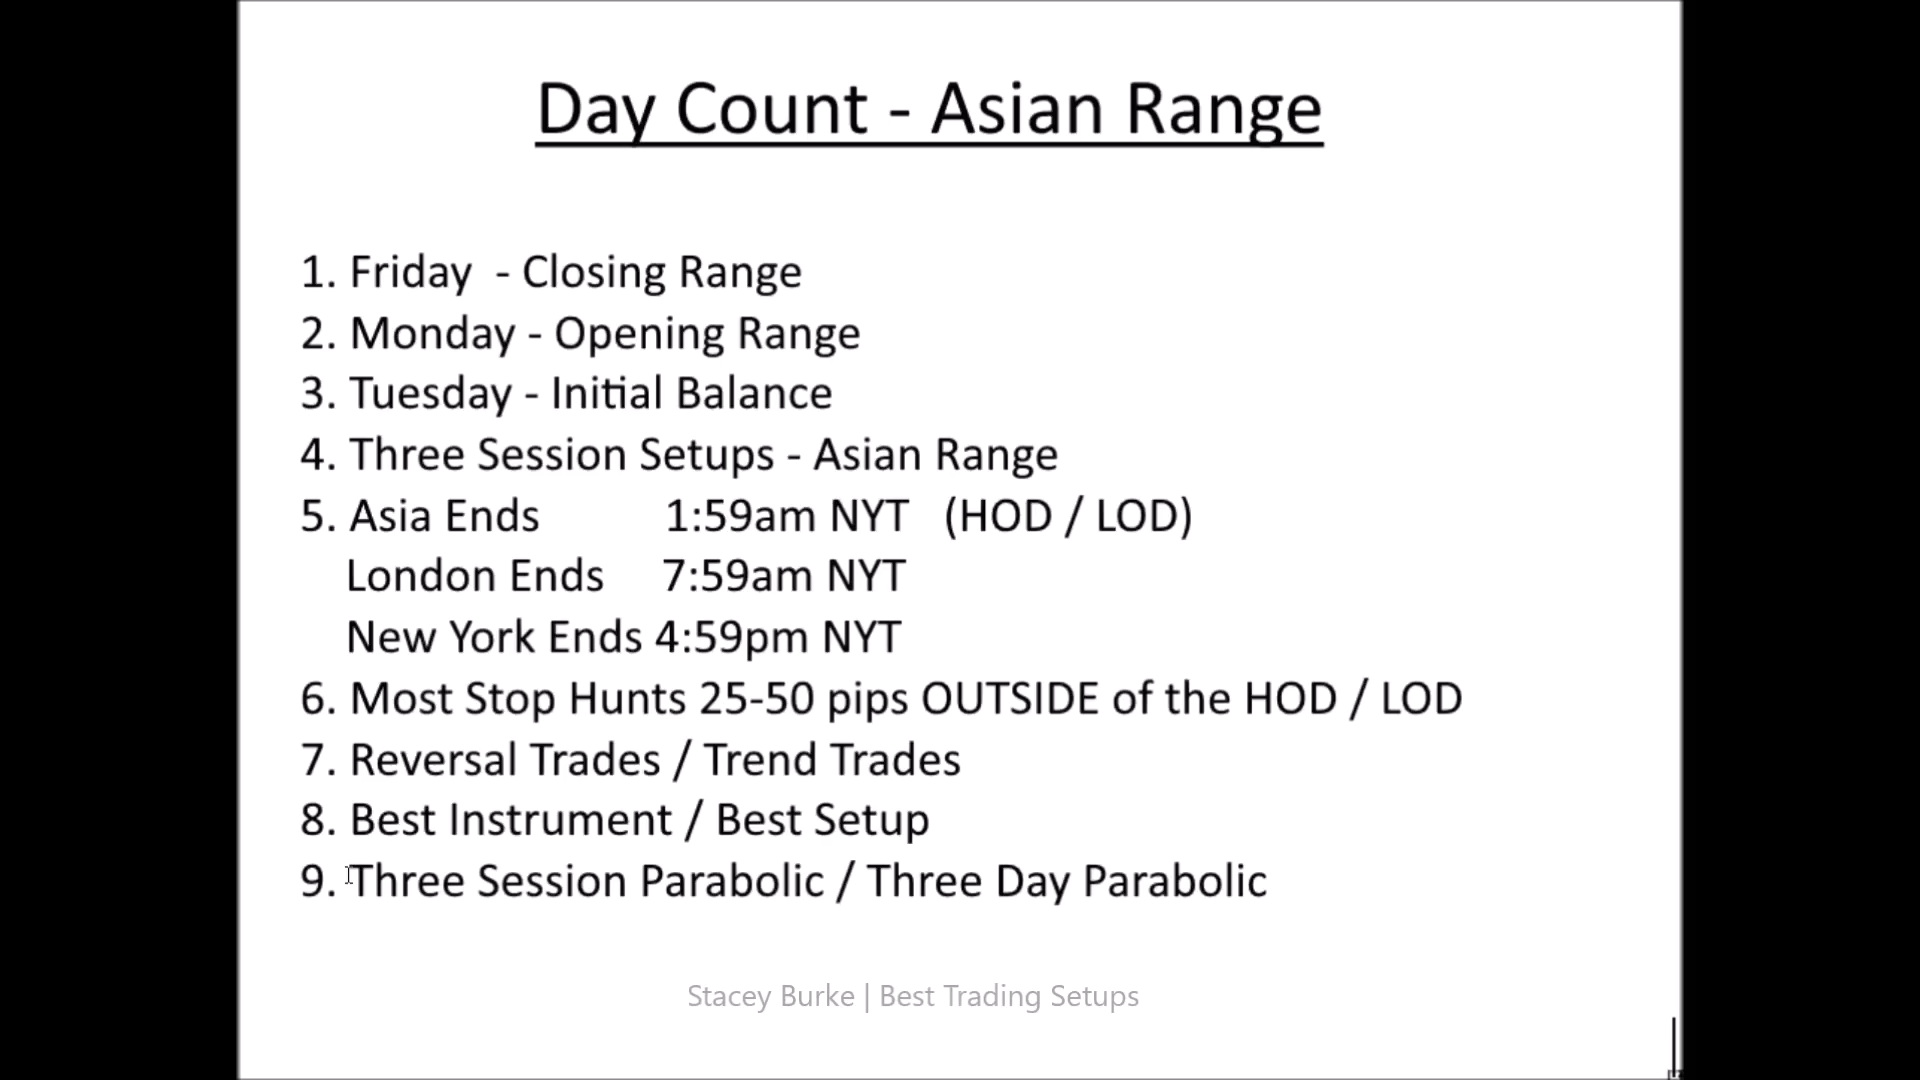 Day Count - Asian Range
1. Friday - Closing Range
2. Monday - Opening Range
3. Tuesday - Initial Balance
4. Three Session Setups - Asian Range
5. Asia Ends 1:59am NYT (HOD / LOD)
London Ends 7:59am NYT
New York Ends 4:59pm NYT
6. Most Stop Hunts 25-50 pips OUTSIDE of the HOD / LOD
7. Reversal Trades / Trend Trades
8. Best Instrument / Best Setup
9. Three Session Parabolic / Three Day Parabolic
Stacey Burke | Best Trading Setups